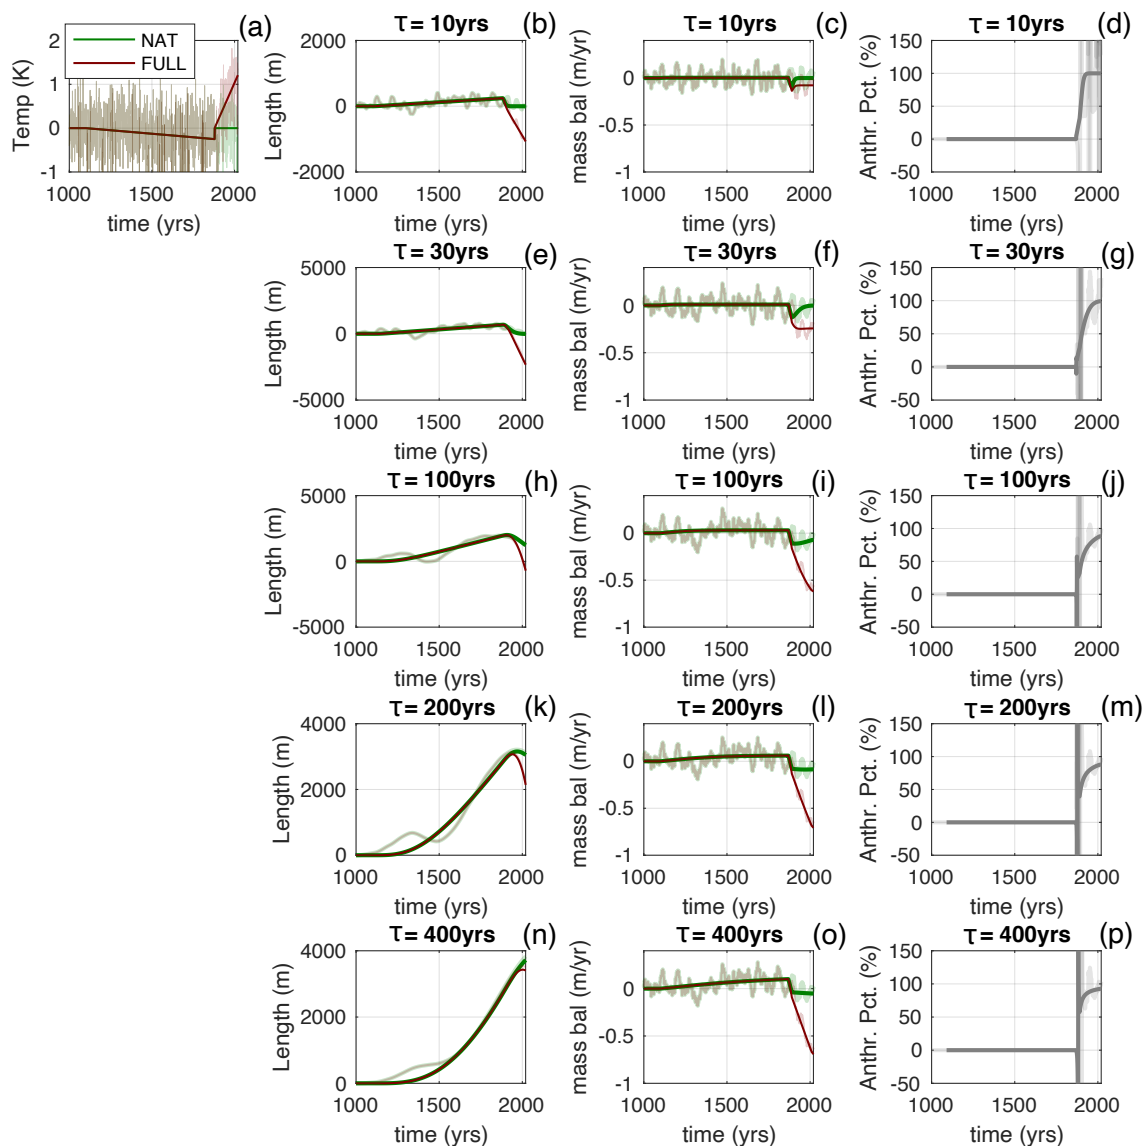 (a)
NAT
FULL
Temp (K)
2
1
0
-1
1000 1500 2000
time (yrs)
τ = 10yrs (b)
Length (m)
2000
0
-2000
1000 1500 2000
time (yrs)
τ = 10yrs (c)
mass bal (m/yr)
0
-0.5
-1
1000 1500 2000
time (yrs)
τ = 10yrs (d)
Anthr. Pct. (%)
150
100
50
0
-50
1000 1500 2000
time (yrs)
τ = 30yrs (e)
Length (m)
5000
0
-5000
1000 1500 2000
time (yrs)
τ = 30yrs (f)
mass bal (m/yr)
0
-0.5
-1
1000 1500 2000
time (yrs)
τ = 30yrs (g)
Anthr. Pct. (%)
150
100
50
0
-50
1000 1500 2000
time (yrs)
τ = 100yrs (h)
Length (m)
5000
0
-5000
1000 1500 2000
time (yrs)
τ = 100yrs (i)
mass bal (m/yr)
0
-0.5
-1
1000 1500 2000
time (yrs)
τ = 100yrs (j)
Anthr. Pct. (%)
150
100
50
0
-50
1000 1500 2000
time (yrs)
τ = 200yrs (k)
Length (m)
4000
2000
0
1000 1500 2000
time (yrs)
τ = 200yrs (l)
mass bal (m/yr)
0
-0.5
-1
1000 1500 2000
time (yrs)
τ = 200yrs (m)
Anthr. Pct. (%)
150
100
50
0
-50
1000 1500 2000
time (yrs)
τ = 400yrs (n)
Length (m)
4000
2000
0
1000 1500 2000
time (yrs)
τ = 400yrs (o)
mass bal (m/yr)
0
-0.5
-1
1000 1500 2000
time (yrs)
τ = 400yrs (p)
Anthr. Pct. (%)
150
100
50
0
-50
1000 1500 2000
time (yrs)